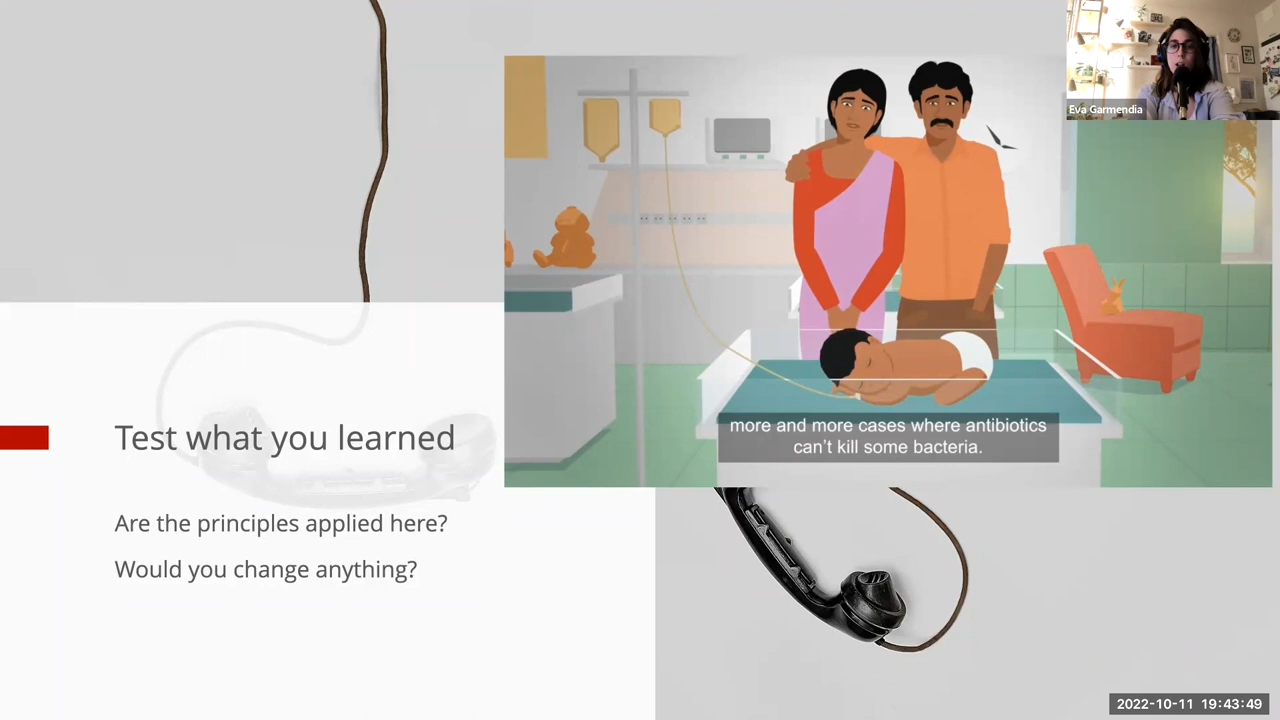 Eva Garmendia
more and more cases where antibiotics
can't kill some bacteria.
Test what you learned
Are the principles applied here?
Would you change anything?
2022-10-11 19:43:49